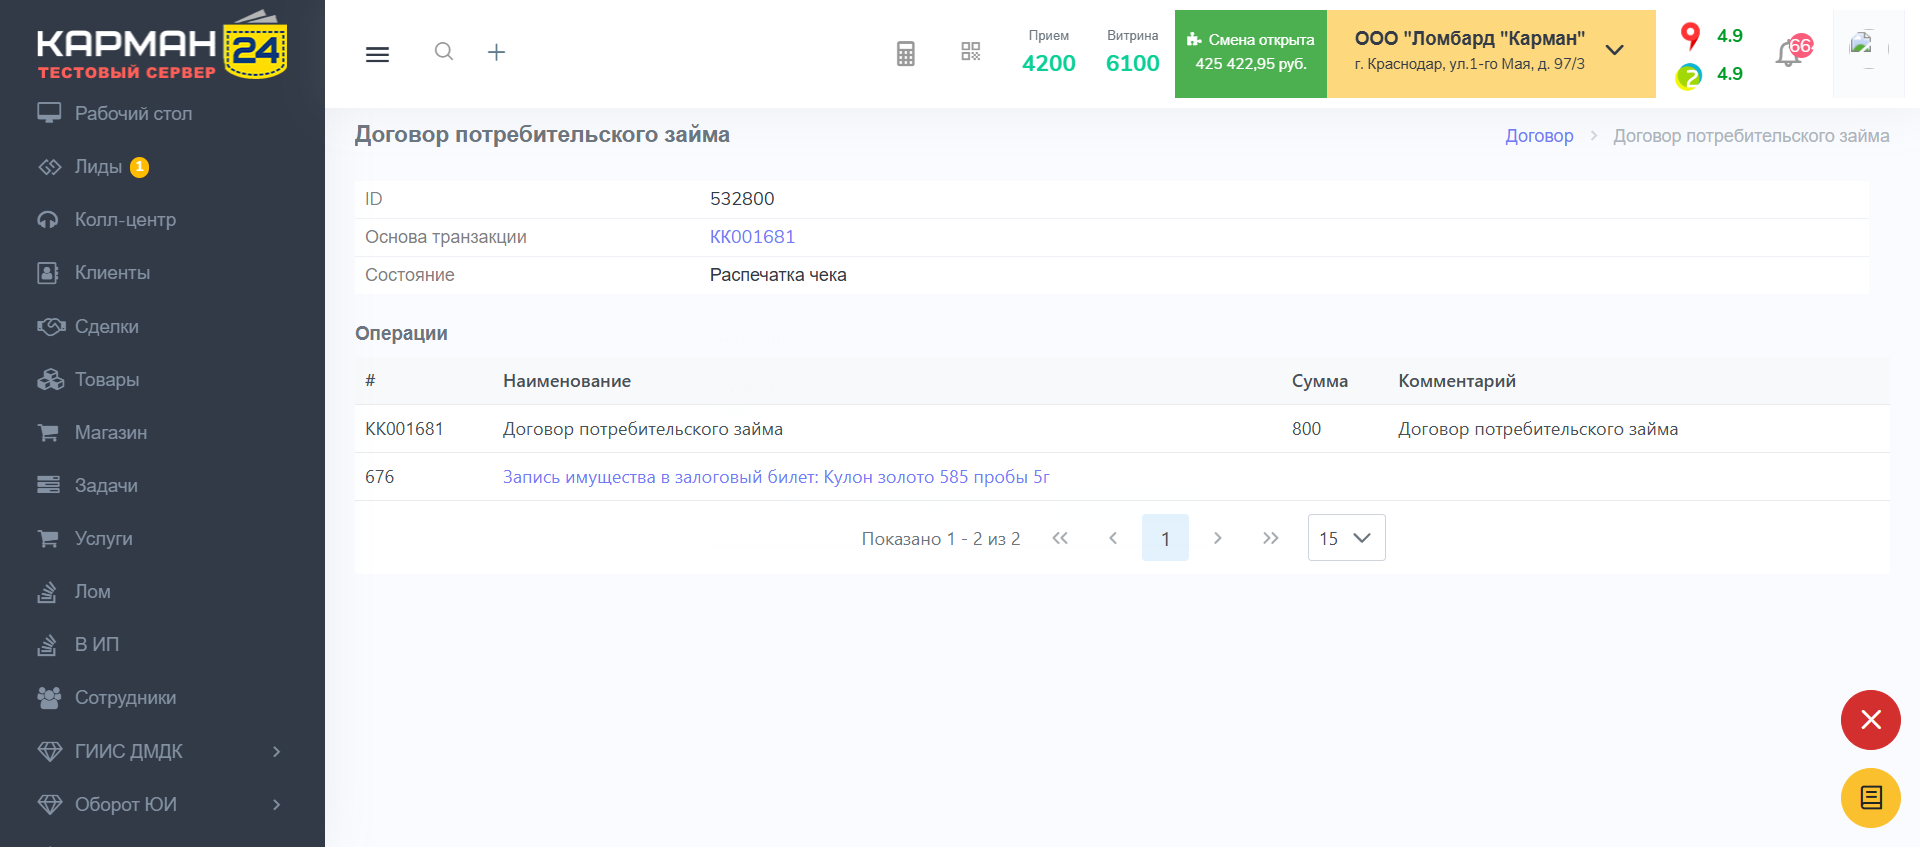 КАРМАН 24
ТЕСТОВЫЙ СЕРВЕР
Рабочий стол
Лиды 1
Колл-центр
Клиенты
Сделки
Товары
Магазин
Задачи
Услуги
Лом
В ИП
Сотрудники
ГИИС ДМДК
Оборот ЮИ
Прием
4200
Витрина
6100
Смена открыта
425 422,95 руб.
ООО "Ломбард "Карман"
г. Краснодар, ул.1-го Мая, д. 97/3
4.9
4.9
664
Договор потребительского займа
Договор > Договор потребительского займа
ID 532800
Основа транзакции КК001681
Состояние Распечатка чека
Операции
# Наименование Сумма Комментарий
КК001681 Договор потребительского займа 800 Договор потребительского займа
676 Запись имущества в залоговый билет: Кулон золото 585 пробы 5г
Показано 1 - 2 из 2 1 15